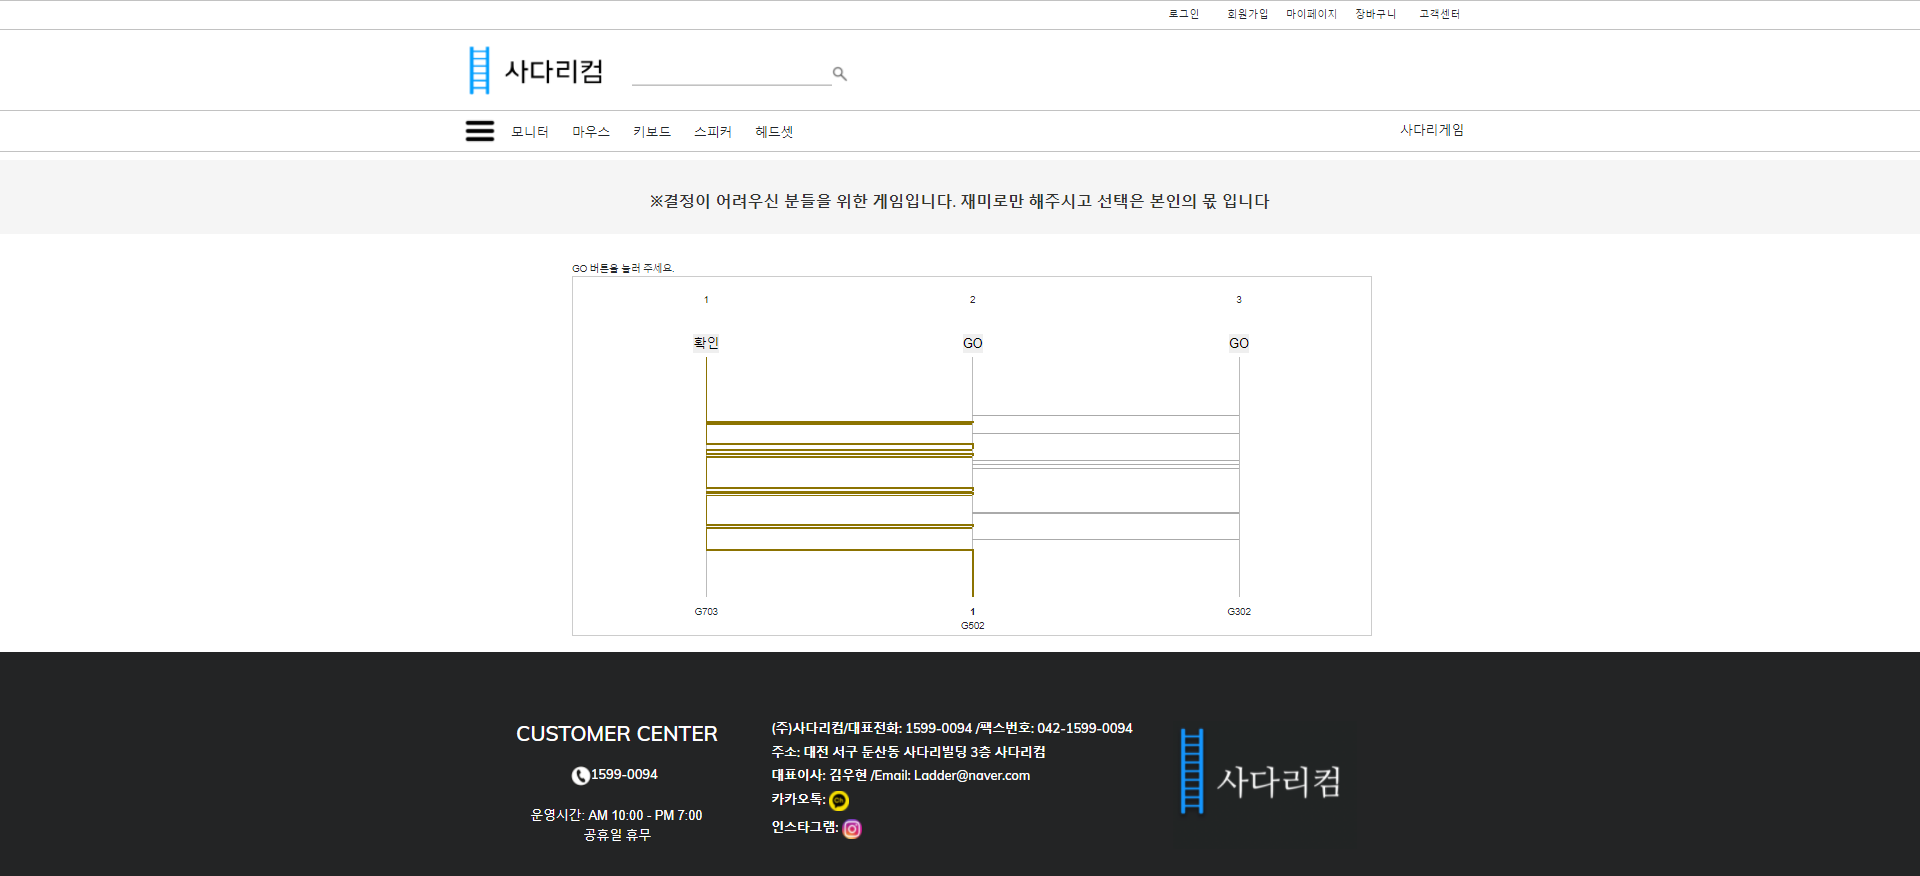 로그인 회원가입 마이페이지 장바구니 고객센터
사다리컴
모니터 마우스 키보드 스피커 헤드셋 사다리게임
※결정이 어려우신 분들을 위한 게임입니다. 재미로만 해주시고 선택은 본인의 몫 입니다
GO 버튼을 눌러 주세요.
1 2 3
확인 GO GO
G703 1 G302
G502
CUSTOMER CENTER
1599-0094
운영시간: AM 10:00 - PM 7:00
공휴일 휴무
(주)사다리컴/대표전화: 1599-0094 /팩스번호: 042-1599-0094
주소: 대전 서구 둔산동 사다리빌딩 3층 사다리컴
대표이사: 김우현 /Email: Ladder@naver.com
카카오톡:
인스타그램:
사다리컴